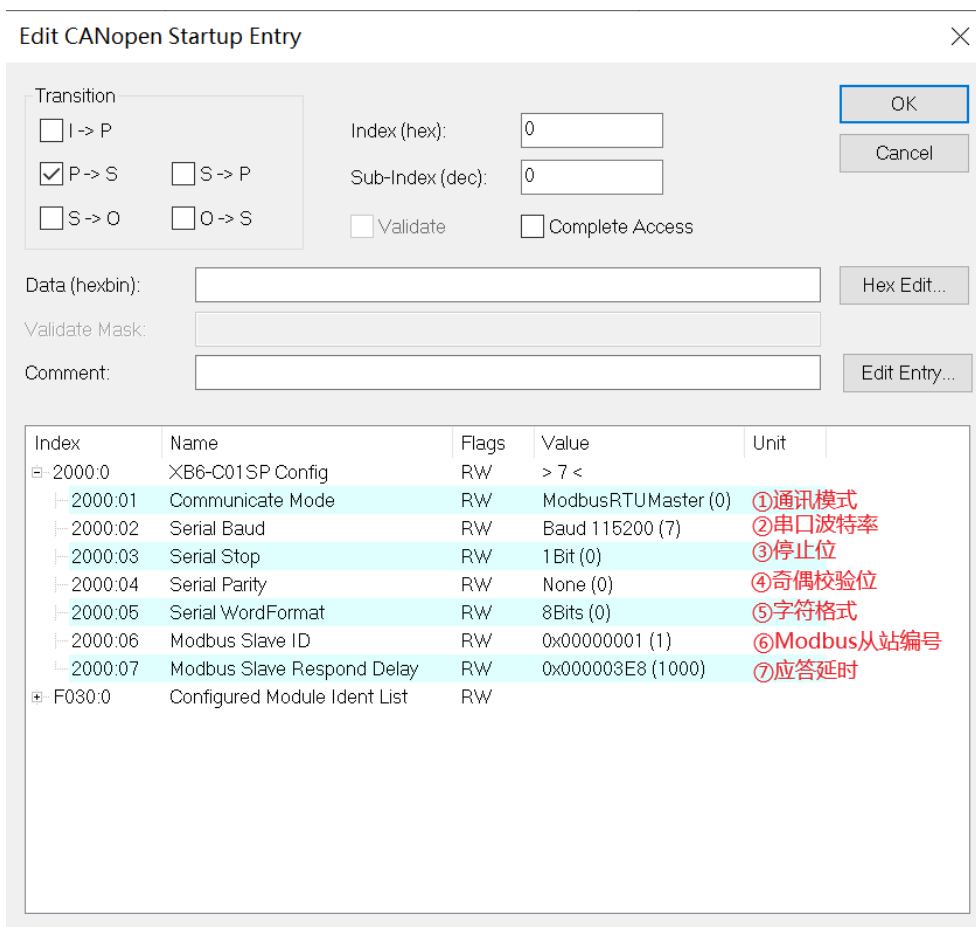 Edit CANopen Startup Entry
Transition
I -> P
P -> S
S -> P
S -> O
O -> S
Index (hex): 0
Sub-Index (dec): 0
Validate
Complete Access
OK
Cancel
Data (hexbin):
Hex Edit...
Validate Mask:
Comment:
Edit Entry...
Index Name Flags Value Unit
2000:0 XB6-C01SP Config RW > 7 <
2000:01 Communicate Mode RW ModbusRTUMaster (0) ①通讯模式
2000:02 Serial Baud RW Baud 115200 (7) ②串口波特率
2000:03 Serial Stop RW 1Bit (0) ③停止位
2000:04 Serial Parity RW None (0) ④奇偶校验位
2000:05 Serial WordFormat RW 8Bits (0) ⑤字符格式
2000:06 Modbus Slave ID RW 0x00000001 (1) ⑥Modbus从站编号
2000:07 Modbus Slave Respond Delay RW 0x000003E8 (1000) ⑦应答延时
F030:0 Configured Module Ident List RW